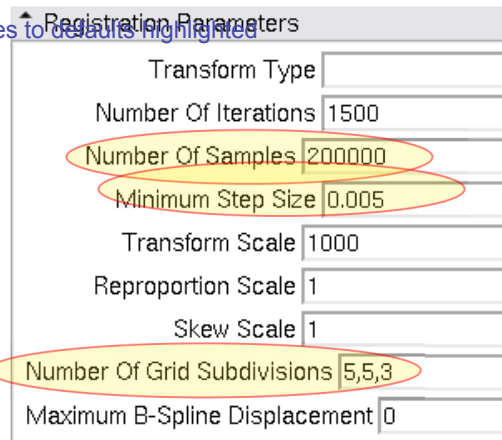 Registration Parameters
es to defaults highlighted
Transform Type
Number Of Iterations 1500
Number Of Samples 200000
Minimum Step Size 0.005
Transform Scale 1000
Reproportion Scale 1
Skew Scale 1
Number Of Grid Subdivisions 5,5,3
Maximum B-Spline Displacement 0